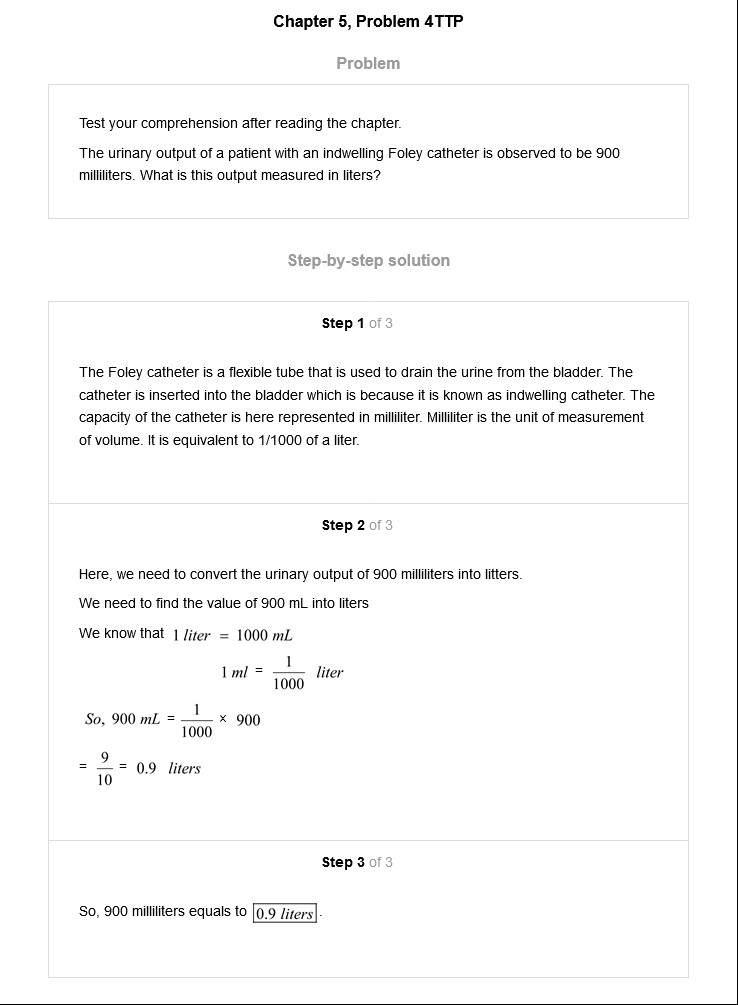 Chapter 5, Problem 4TTP
Problem
Test your comprehension after reading the chapter.
The urinary output of a patient with an indwelling Foley catheter is observed to be 900
milliliters. What is this output measured in liters?
Step-by-step solution
Step 1 of 3
The Foley catheter is a flexible tube that is used to drain the urine from the bladder. The
catheter is inserted into the bladder which is because it is known as indwelling catheter. The
capacity of the catheter is here represented in milliliter. Milliliter is the unit of measurement
of volume. It is equivalent to 1/1000 of a liter.
Step 2 of 3
Here, we need to convert the urinary output of 900 milliliters into litters.
We need to find the value of 900 mL into liters
We know that 1 liter = 1000 mL
1 ml = 1/1000 liter
So, 900 mL = 1/1000 × 900
= 9/10 = 0.9 liters
Step 3 of 3
So, 900 milliliters equals to 0.9 liters.